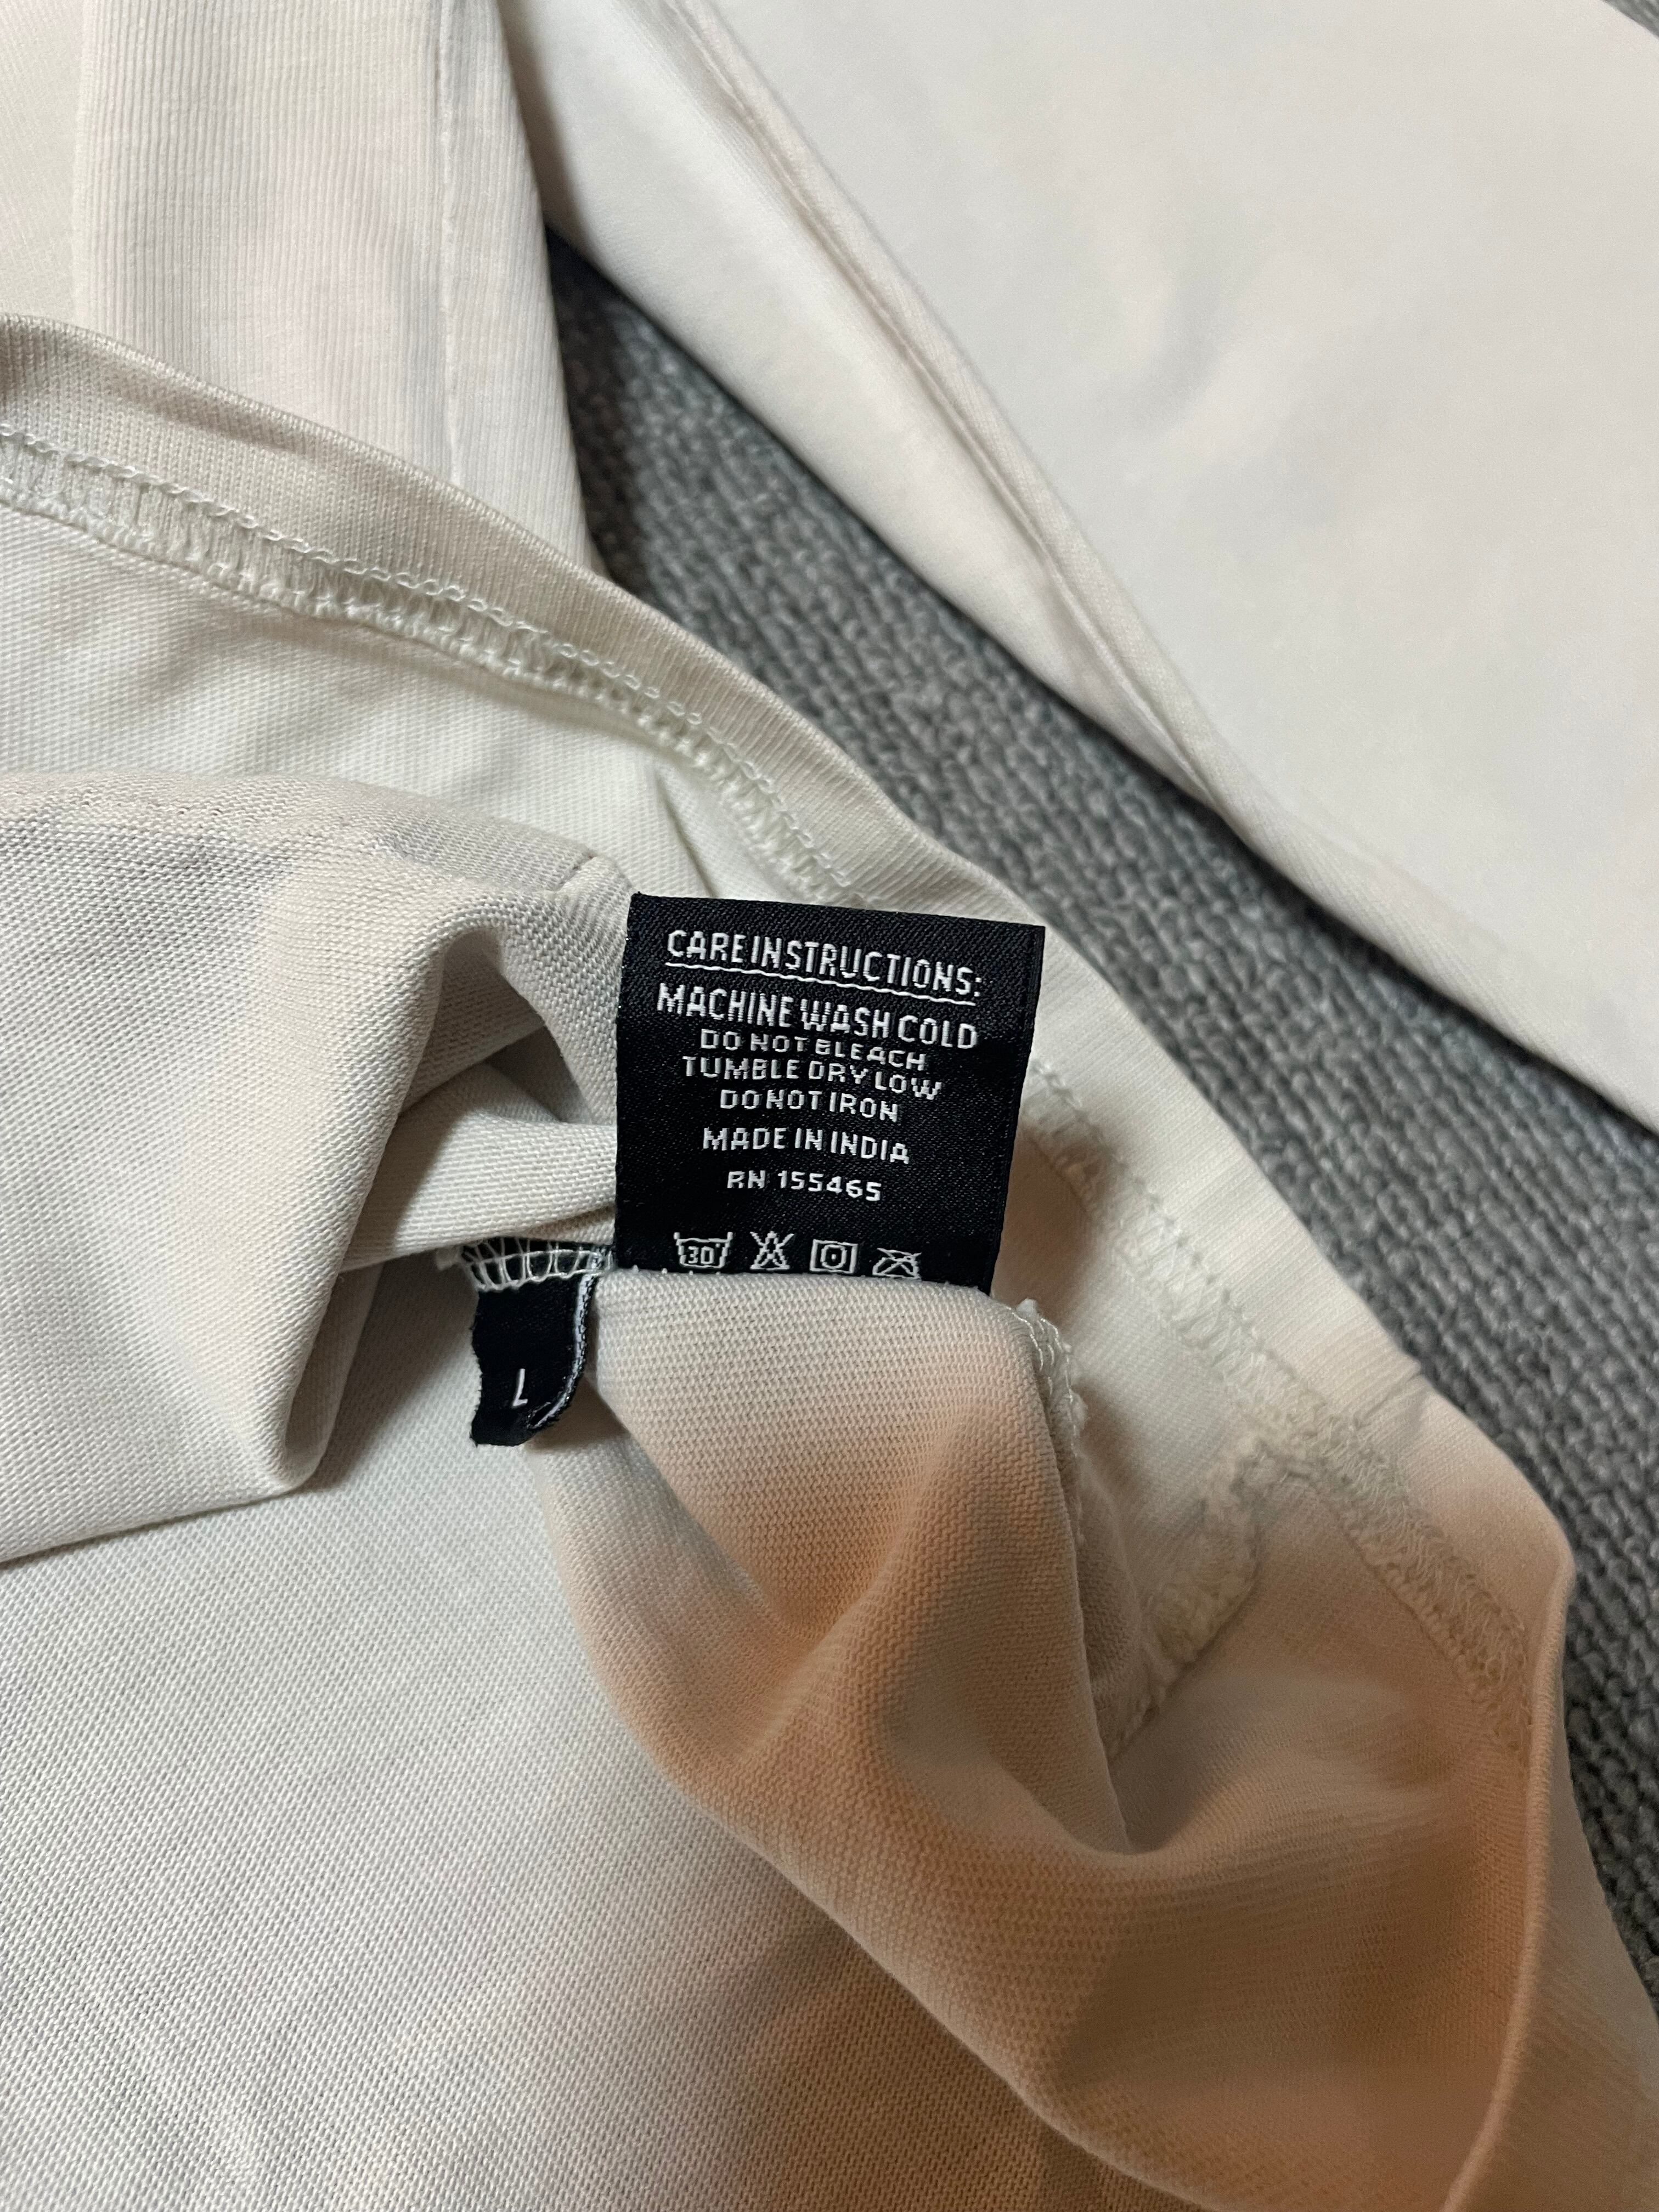 CARE INSTRUCTIONS:
MACHINE WASH COLD
DO NOT BLEACH
TUMBLE DRY LOW
DO NOT IRON
MADE IN INDIA
RN 155465
30°
L